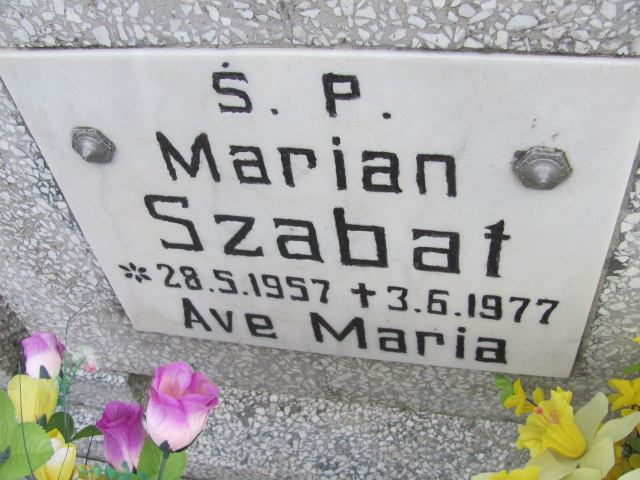 Ś. P.
Marian
Szabat
*28.5.1957 ✝ 3.6.1977
Ave Maria